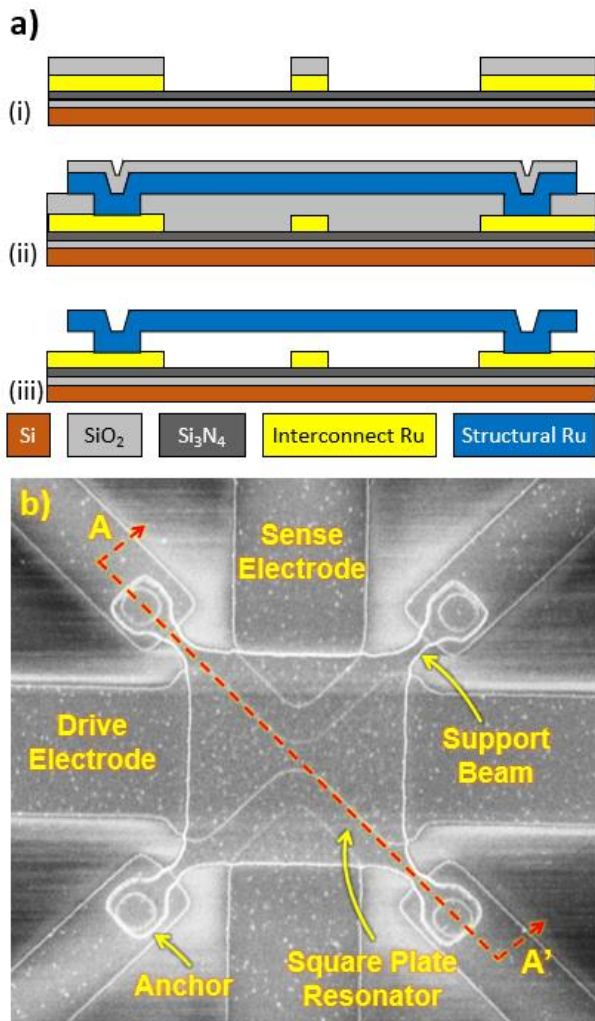 a)
(i)
(ii)
(iii)
Si SiO₂ Si₃N₄ Interconnect Ru Structural Ru
b)
A
Sense
Electrode
Drive
Electrode
Support
Beam
Anchor
Square Plate
Resonator
A’